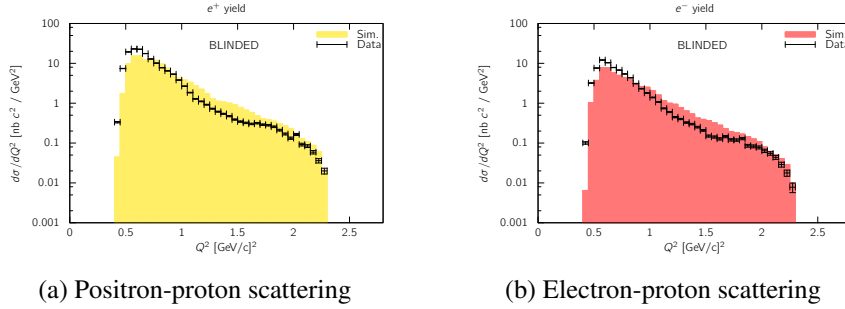 e⁺ yield
dσ/dQ² [nb c² / GeV²]
100
10
1
0.1
0.01
0.001
BLINDED
Sim.
Data
0 0.5 1 1.5 2 2.5
Q² [GeV/c]²
(a) Positron-proton scattering
e⁻ yield
dσ/dQ² [nb c² / GeV²]
100
10
1
0.1
0.01
0.001
BLINDED
Sim.
Data
0 0.5 1 1.5 2 2.5
Q² [GeV/c]²
(b) Electron-proton scattering